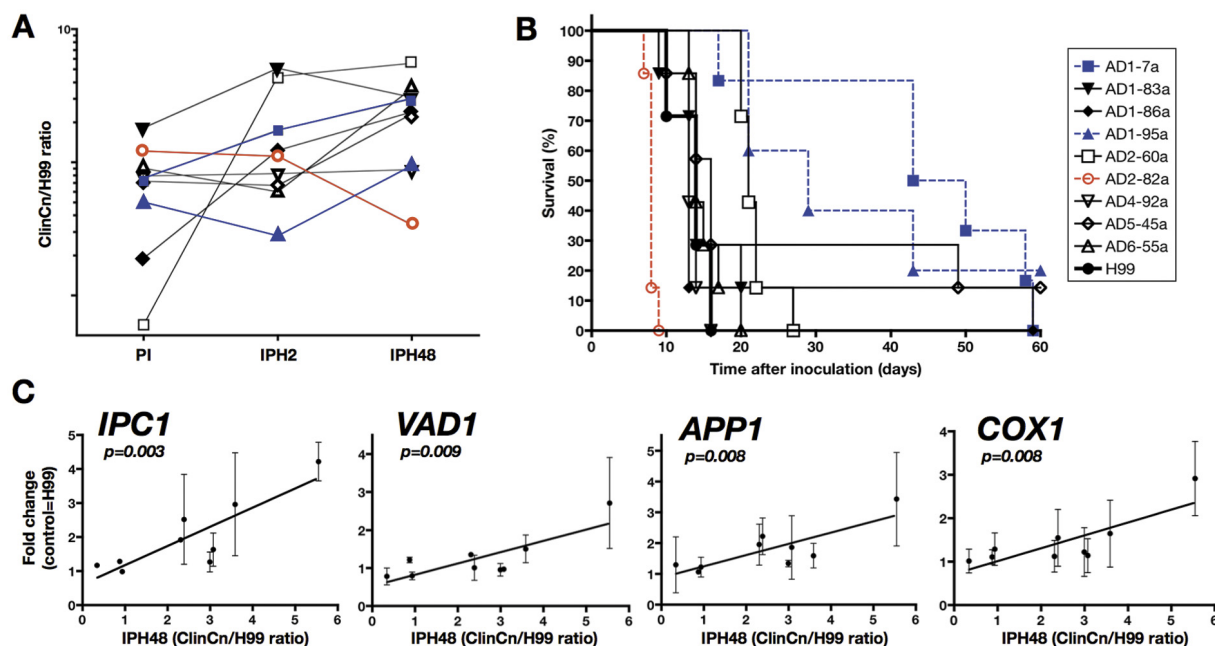 A
10
ClinCn/H99 ratio
PI IPH2 IPH48
B
100
90
80
70
60
50
40
30
20
10
0
Survival (%)
0 10 20 30 40 50 60
Time after inoculation (days)
AD1-7a
AD1-83a
AD1-86a
AD1-95a
AD2-60a
AD2-82a
AD4-92a
AD5-45a
AD6-55a
H99
C
IPC1
p=0.003
5
4
3
2
1
0
Fold change
(control=H99)
0 1 2 3 4 5 6
IPH48 (ClinCn/H99 ratio)
VAD1
p=0.009
4
3
2
1
0
0 1 2 3 4 5 6
IPH48 (ClinCn/H99 ratio)
APP1
p=0.008
5
4
3
2
1
0
0 1 2 3 4 5 6
IPH48 (ClinCn/H99 ratio)
COX1
p=0.008
4
3
2
1
0
0 1 2 3 4 5 6
IPH48 (ClinCn/H99 ratio)